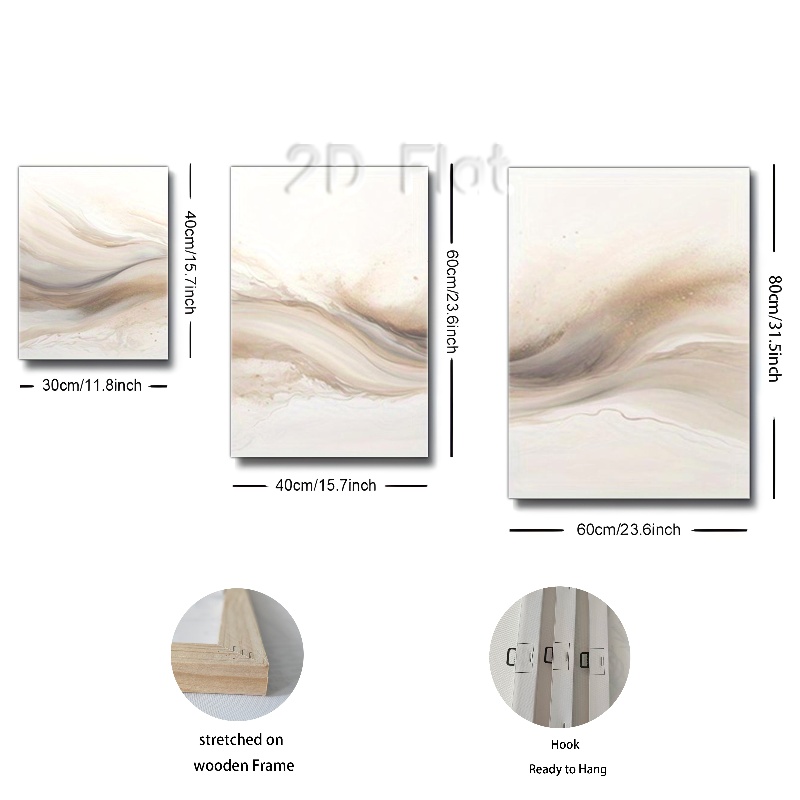 2D Flat
40cm/15.7inch
30cm/11.8inch
60cm/23.6inch
40cm/15.7inch
80cm/31.5inch
60cm/23.6inch
stretched on
wooden Frame
Hook
Ready to Hang